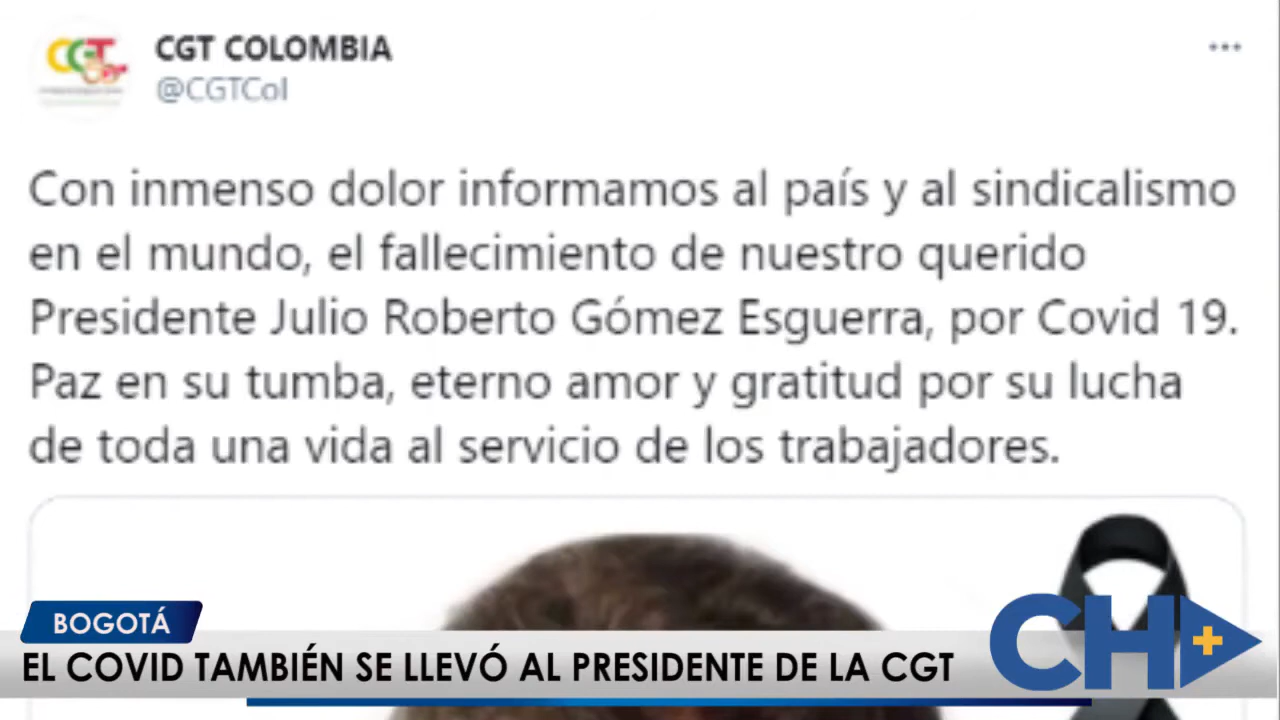 CGT COLOMBIA
@CGTCol
Con inmenso dolor informamos al país y al sindicalismo
en el mundo, el fallecimiento de nuestro querido
Presidente Julio Roberto Gómez Esguerra, por Covid 19.
Paz en su tumba, eterno amor y gratitud por su lucha
de toda una vida al servicio de los trabajadores.
BOGOTÁ
EL COVID TAMBIÉN SE LLEVÓ AL PRESIDENTE DE LA CGT
CH+
CGT